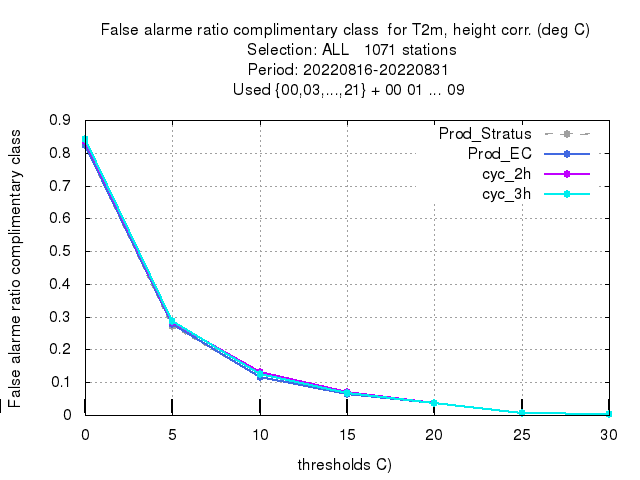 False alarme ratio complimentary class  for T2m, height corr. (deg C)
Selection: ALL   1071 stations
Period: 20220816-20220831
Used {00,03,...,21} + 00 01 ... 09
False alarme ratio complimentary class
0.9
0.8
0.7
0.6
0.5
0.4
0.3
0.2
0.1
0
Prod_Stratus
Prod_EC
cyc_2h
cyc_3h
0 5 10 15 20 25 30
thresholds C)